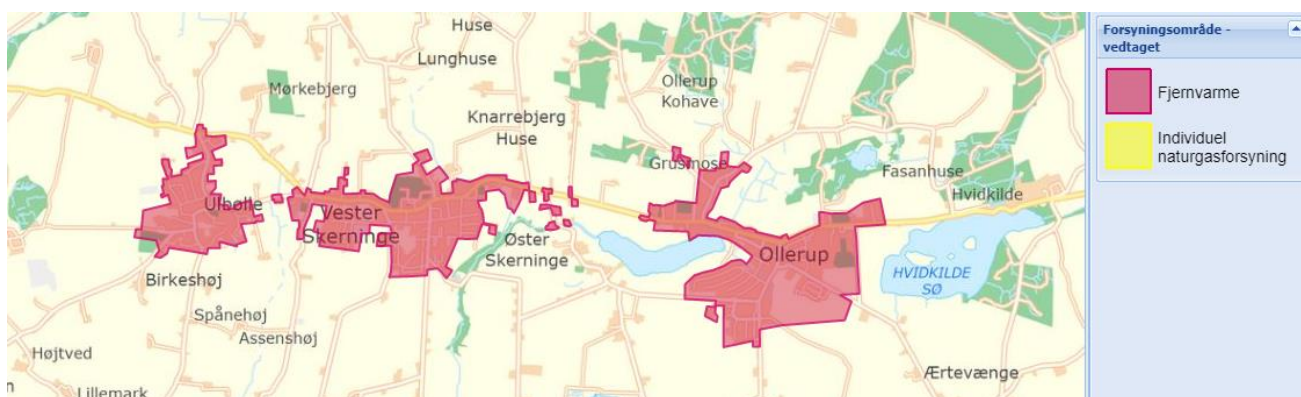 Huse
Lunghuse
Mørkebjerg
Ollerup
Kohave
Knarrebjerg
Huse
Grusmose
Fasanhuse
Hvidkilde
Ulbølle
Vester
Skerninge
Øster
Skerninge
Ollerup
HVIDKILDE
SØ
Birkeshøj
Spånehøj
Assenshøj
Højtved
Lillemark
Ærtevænge
Forsyningsområde -
vedtaget
Fjernvarme
Individuel
naturgasforsyning